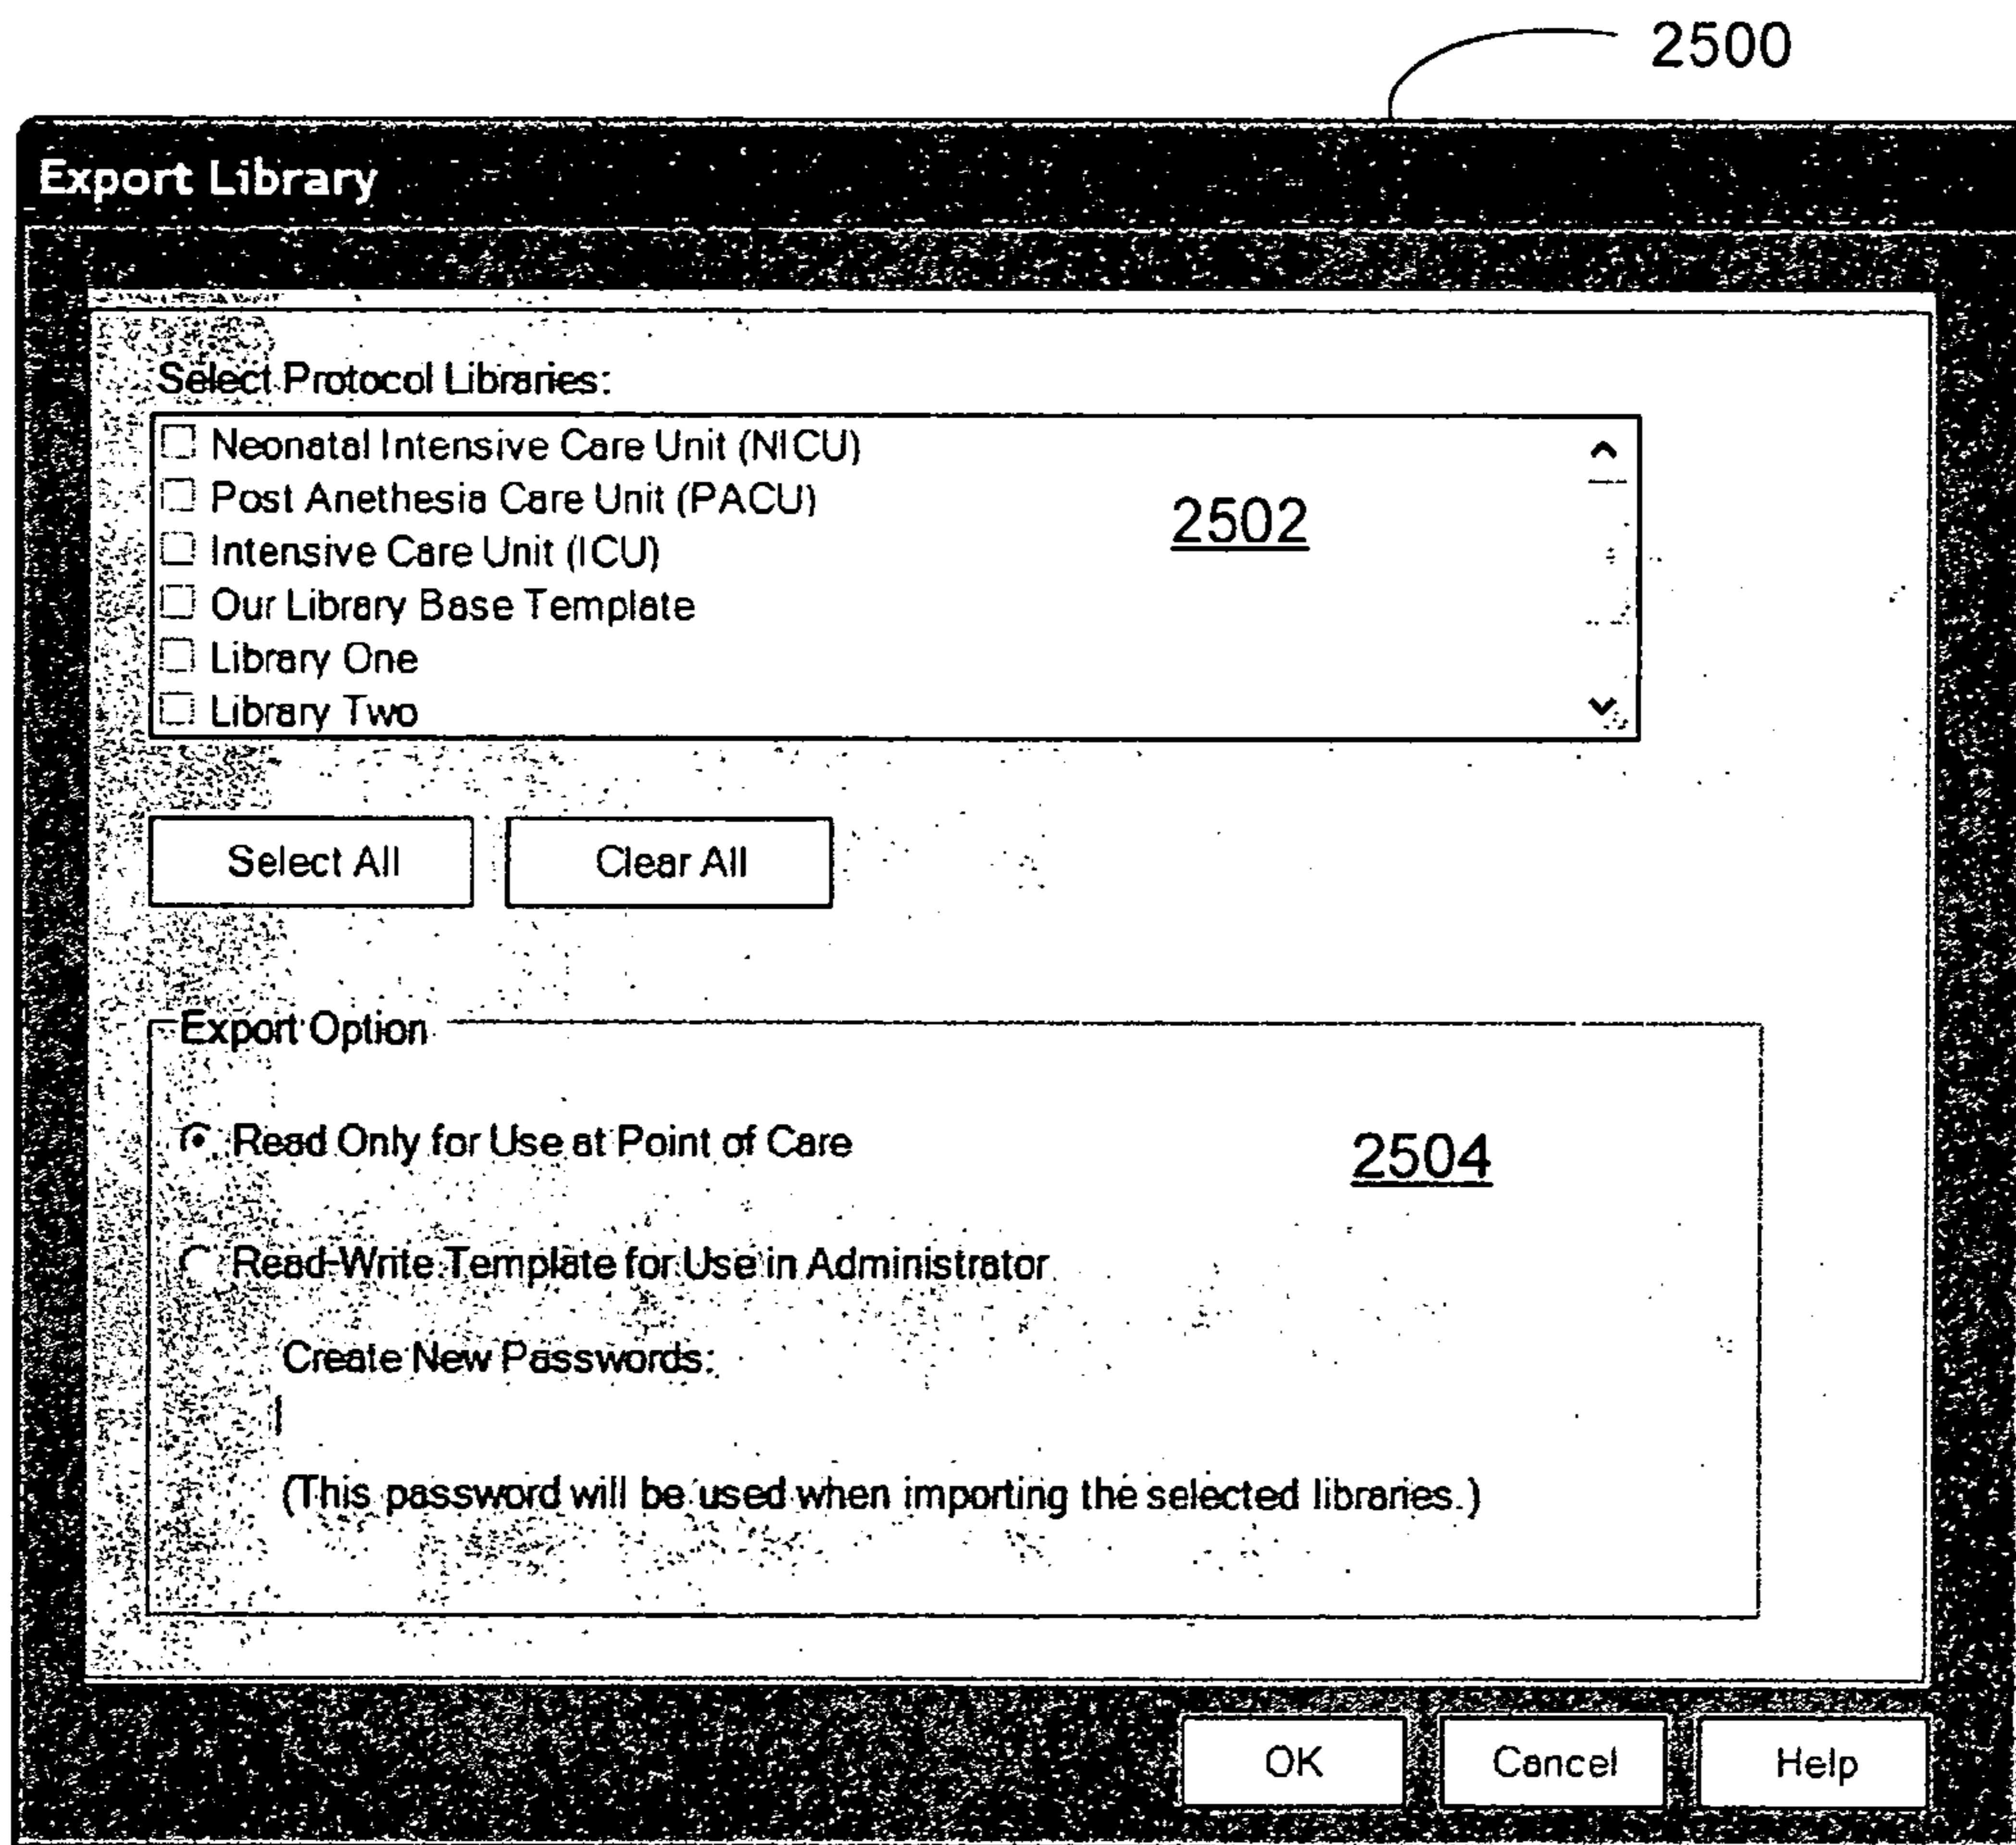 2500
Export Library
Select Protocol Libraries:
Neonatal Intensive Care Unit (NICU)
Post Anethesia Care Unit (PACU)
2502
Intensive Care Unit (ICU)
Our Library Base Template
Library One
Library Two
Select All Clear All
Export Option
Read Only for Use at Point of Care
2504
Read-Write Template for Use in Administrator
Create New Passwords:
(This password will be used when importing the selected libraries.)
OK Cancel Help